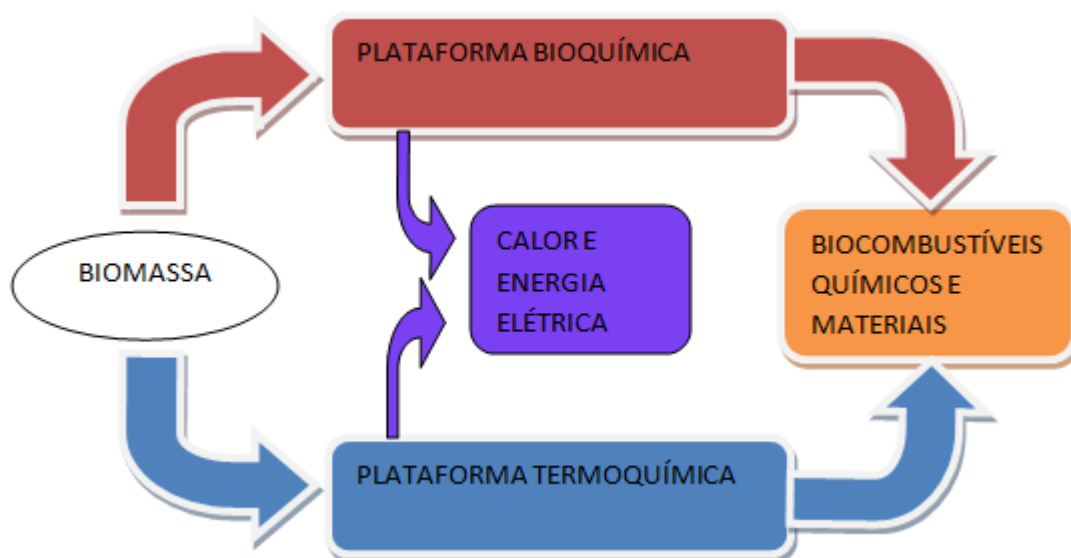 PLATAFORMA BIOQUÍMICA
BIOMASSA
CALOR E
ENERGIA
ELÉTRICA
BIOCOMBUSTÍVEIS
QUÍMICOS E
MATERIAIS
PLATAFORMA TERMOQUÍMICA